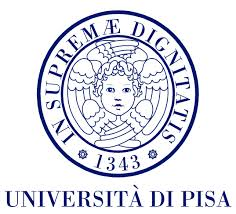 IN SUPREMÆ DIGNITATIS
1343
UNIVERSITÀ DI PISA